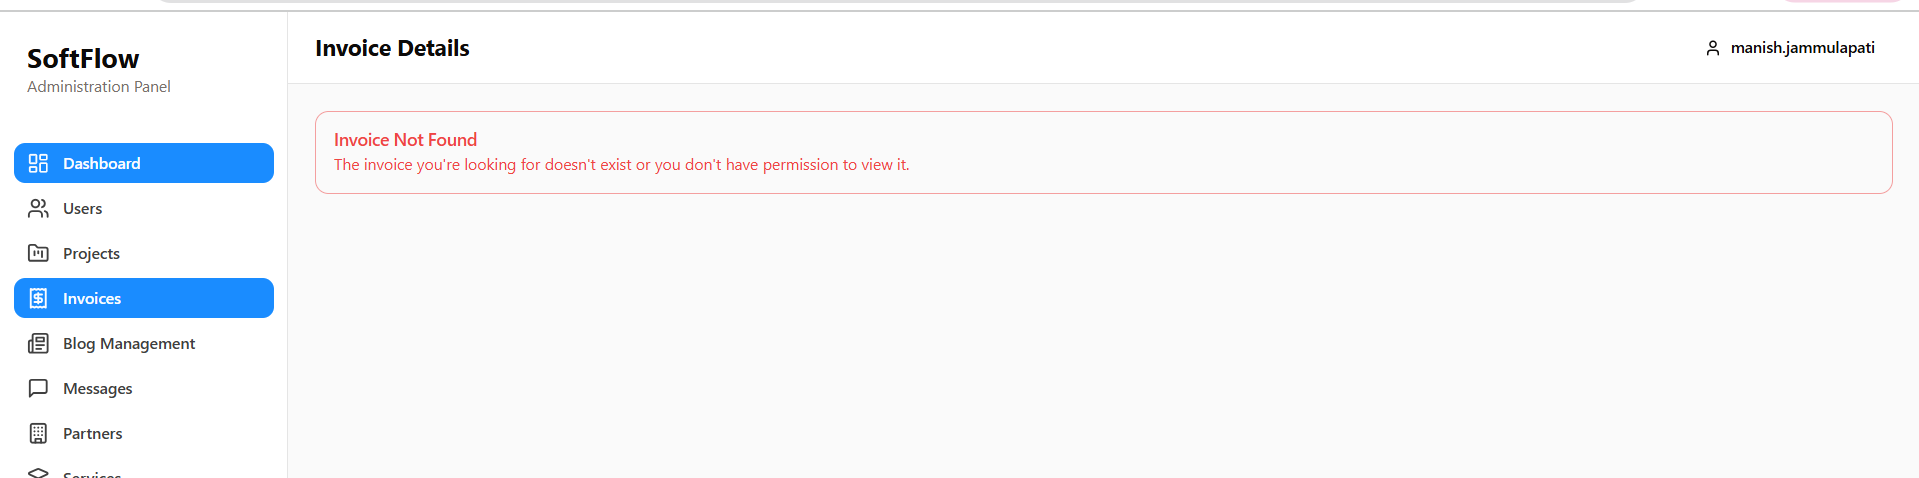 SoftFlow
Administration Panel
Dashboard
Users
Projects
Invoices
Blog Management
Messages
Partners
Services
Invoice Details
manish.jammulapati
Invoice Not Found
The invoice you're looking for doesn't exist or you don't have permission to view it.